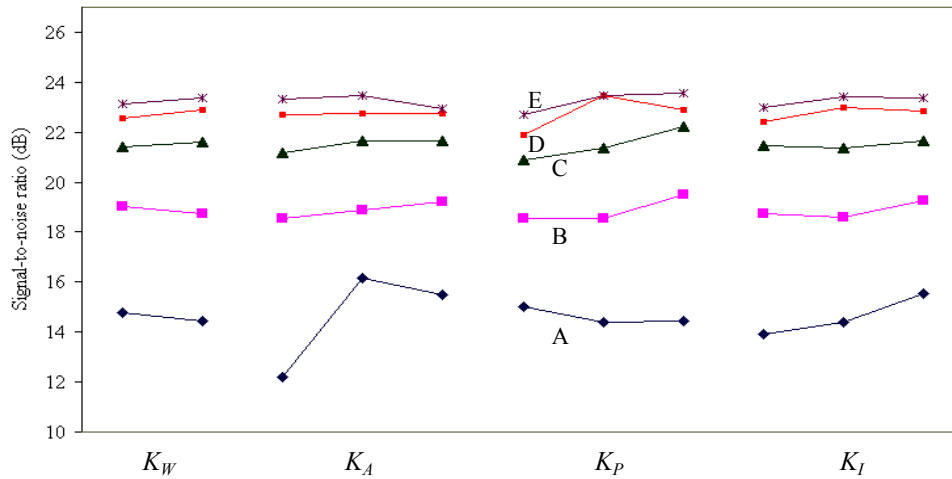 Signal-to-noise ratio (dB)
26
24
22
20
18
16
14
12
10
E
D
C
B
A
K_W K_A K_P K_I